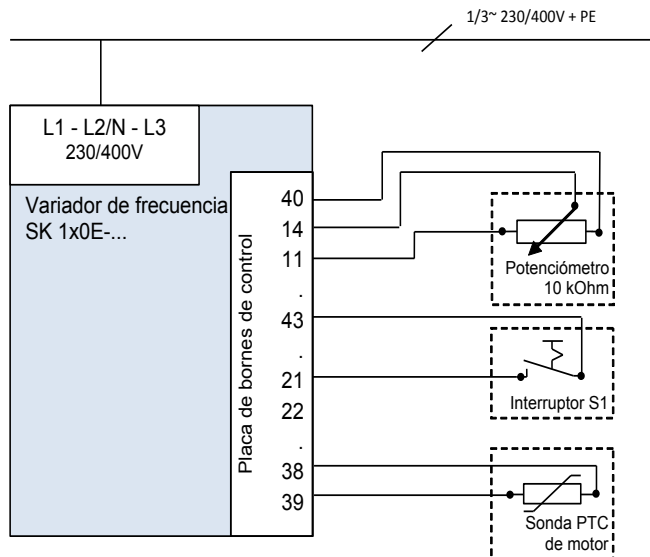 1/3~ 230/400V + PE
L1 - L2/N - L3
230/400V
Variador de frecuencia
SK 1x0E-...
Placa de bornes de control
40
14
11
.
43
.
21
22
.
38
39
Potenciómetro
10 kOhm
Interruptor S1
Sonda PTC
de motor